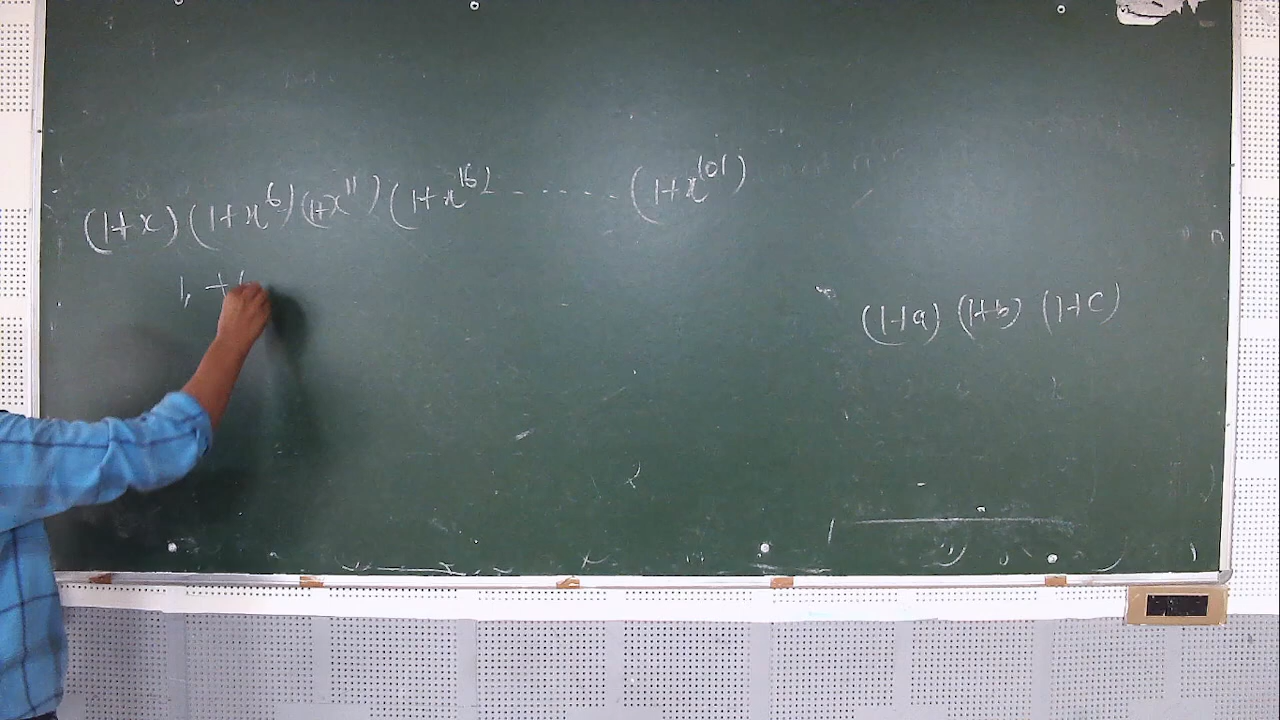 (1+x) (1+x^6) (1+x^11) (1+x^16) ...... (1+x^101)
1, +
(1+a) (1+b) (1+c)